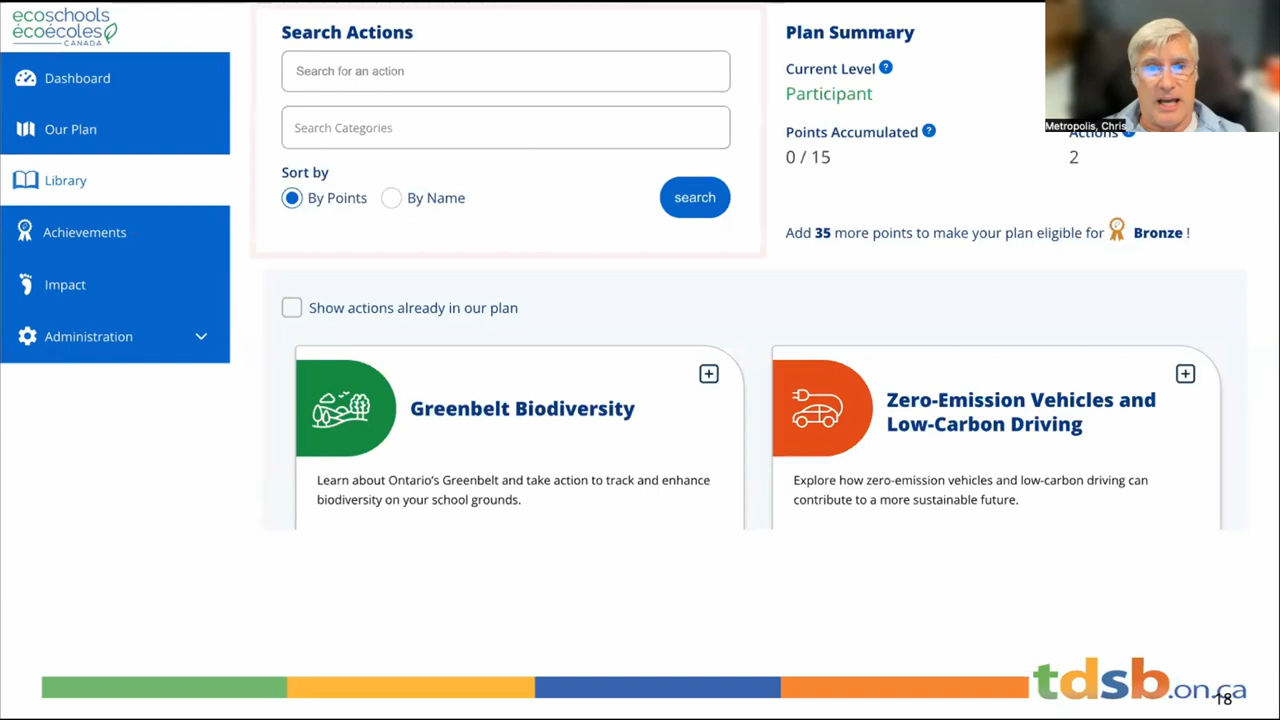 ecoschools
écoécoles
CANADA
Dashboard
Our Plan
Library
Achievements
Impact
Administration
Search Actions
Search for an action
Search Categories
Sort by
By Points
By Name
search
Plan Summary
Current Level ?
Participant
Points Accumulated ?
0 / 15
Actions ?
2
Add 35 more points to make your plan eligible for Bronze !
Metropolis, Chris
Show actions already in our plan
Greenbelt Biodiversity
Learn about Ontario's Greenbelt and take action to track and enhance
biodiversity on your school grounds.
Zero-Emission Vehicles and
Low-Carbon Driving
Explore how zero-emission vehicles and low-carbon driving can
contribute to a more sustainable future.
tdsb.on.ca
18